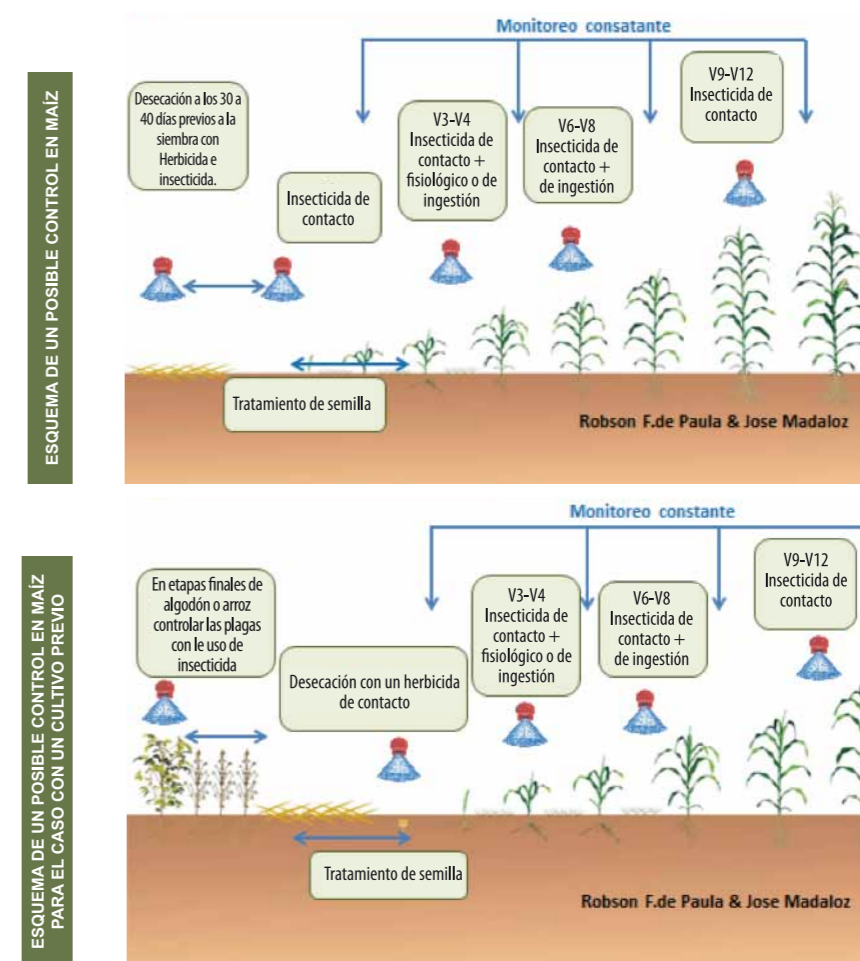 ESQUEMA DE UN POSIBLE CONTROL EN MAÍZ
Monitoreo consatante
Desecación a los 30 a
40 días previos a la
siembra con
Herbicida e
insecticida.
Insecticida de
contacto
V3-V4
Insecticida de
contacto +
fisiológico o de
ingestión
V6-V8
Insecticida de
contacto +
de ingestión
V9-V12
Insecticida de
contacto
Tratamiento de semilla
Robson F.de Paula & Jose Madaloz
ESQUEMA DE UN POSIBLE CONTROL EN MAÍZ
PARA EL CASO CON UN CULTIVO PREVIO
Monitoreo constante
En etapas finales de
algodón o arroz
controlar las plagas
con le uso de
insecticida
Desecación con un herbicida
de contacto
V3-V4
Insecticida de
contacto +
fisiológico o de
ingestión
V6-V8
Insecticida de
contacto +
de ingestión
V9-V12
Insecticida de
contacto
Tratamiento de semilla
Robson F.de Paula & Jose Madaloz